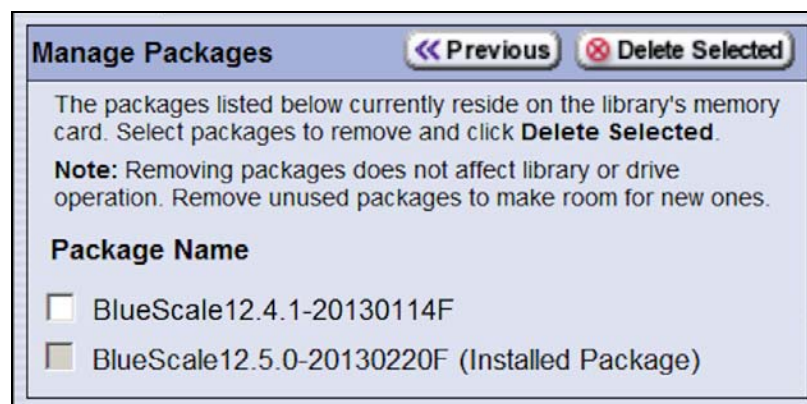 Manage Packages
Previous
Delete Selected
The packages listed below currently reside on the library's memory
card. Select packages to remove and click Delete Selected.
Note: Removing packages does not affect library or drive
operation. Remove unused packages to make room for new ones.
Package Name
BlueScale12.4.1-20130114F
BlueScale12.5.0-20130220F (Installed Package)